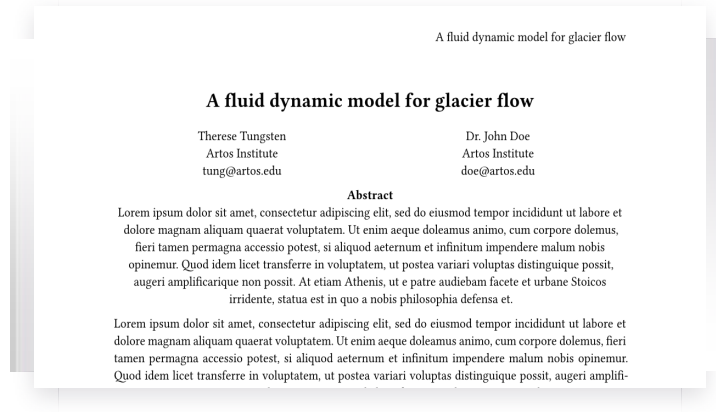 A fluid dynamic model for glacier flow
A fluid dynamic model for glacier flow
Therese Tungsten
Artos Institute
tung@artos.edu
Dr. John Doe
Artos Institute
doe@artos.edu
Abstract
Lorem ipsum dolor sit amet, consectetur adipiscing elit, sed do eiusmod tempor incididunt ut labore et
dolore magnam aliquam quaerat voluptatem. Ut enim aeque doleamus animo, cum corpore dolemus,
fieri tamen permagna accessio potest, si aliquod aeternum et infinitum impendere malum nobis
opinemur. Quod idem licet transferre in voluptatem, ut postea variari voluptas distinguique possit,
augeri amplificarique non possit. At etiam Athenis, ut e patre audiebam facete et urbane Stoicos
irridente, statua est in quo a nobis philosophia defensa et.
Lorem ipsum dolor sit amet, consectetur adipiscing elit, sed do eiusmod tempor incididunt ut labore et
dolore magnam aliquam quaerat voluptatem. Ut enim aeque doleamus animo, cum corpore dolemus, fieri
tamen permagna accessio potest, si aliquod aeternum et infinitum impendere malum nobis opinemur.
Quod idem licet transferre in voluptatem, ut postea variari voluptas distinguique possit, augeri amplifi-